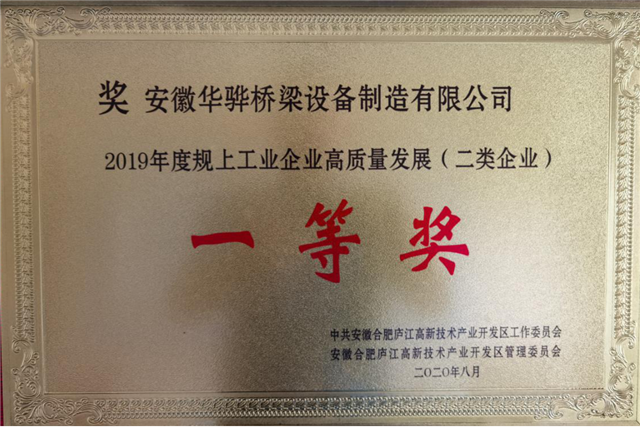 奖 安徽华骅桥梁设备制造有限公司
2019年度规上工业企业高质量发展（二类企业）
一等奖
中共安徽合肥庐江高新技术产业开发区工作委员会
安徽合肥庐江高新技术产业开发区管理委员会
二〇二〇年八月